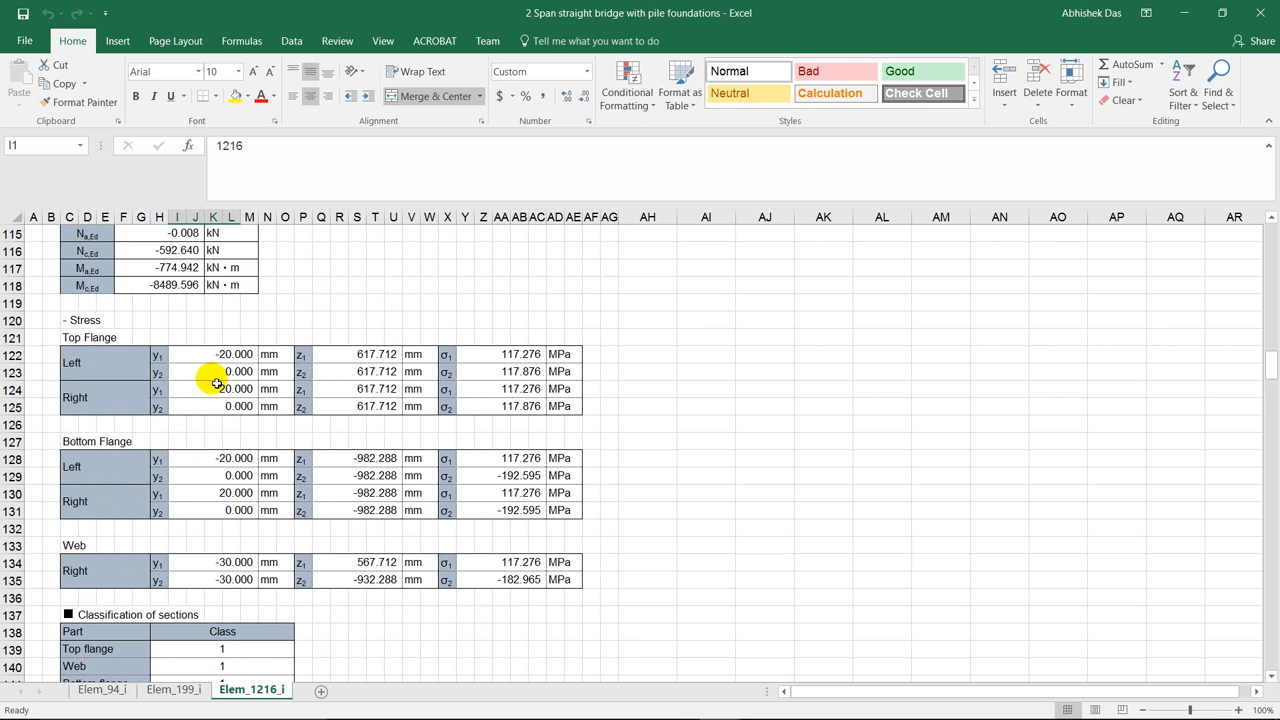 2 Span straight bridge with pile foundations - Excel
Abhishek Das
File Home Insert Page Layout Formulas Data Review View ACROBAT Team Tell me what you want to do Share
Paste
Cut
Copy
Format Painter
Clipboard
Arial 10
B I U
Font
Wrap Text
Merge & Center
Alignment
Custom
$ % ,
Number
Conditional Formatting
Format as Table
Normal Bad Good
Neutral Calculation Check Cell
Styles
Insert Delete Format
Cells
AutoSum
Fill
Clear
Sort & Filter
Find & Select
Editing
I1 fx 1216
A B C D E F G H I J K L M N O P Q R S T U V W X Y Z AA AB AC AD AE AF AG AH AI AJ AK AL AM AN AO AP AQ AR
115 Na,Ed -0.008 kN
116 Nc,Ed -592.640 kN
117 Ma,Ed -774.942 kN・m
118 Mc,Ed -8489.596 kN・m
119
120 - Stress
121 Top Flange
122 Left y1 -20.000 mm z1 617.712 mm σ1 117.276 MPa
123 y2 0.000 mm z2 617.712 mm σ2 117.876 MPa
124 Right y1 20.000 mm z1 617.712 mm σ1 117.276 MPa
125 y2 0.000 mm z2 617.712 mm σ2 117.876 MPa
126
127 Bottom Flange
128 Left y1 -20.000 mm z1 -982.288 mm σ1 117.276 MPa
129 y2 0.000 mm z2 -982.288 mm σ2 -192.595 MPa
130 Right y1 20.000 mm z1 -982.288 mm σ1 117.276 MPa
131 y2 0.000 mm z2 -982.288 mm σ2 -192.595 MPa
132
133 Web
134 Right y1 -30.000 mm z1 567.712 mm σ1 117.276 MPa
135 y2 -30.000 mm z2 -932.288 mm σ2 -182.965 MPa
136
137 ■ Classification of sections
138 Part Class
139 Top flange 1
140 Web 1
Elem_94_i Elem_199_i Elem_1216_i
Ready 100%